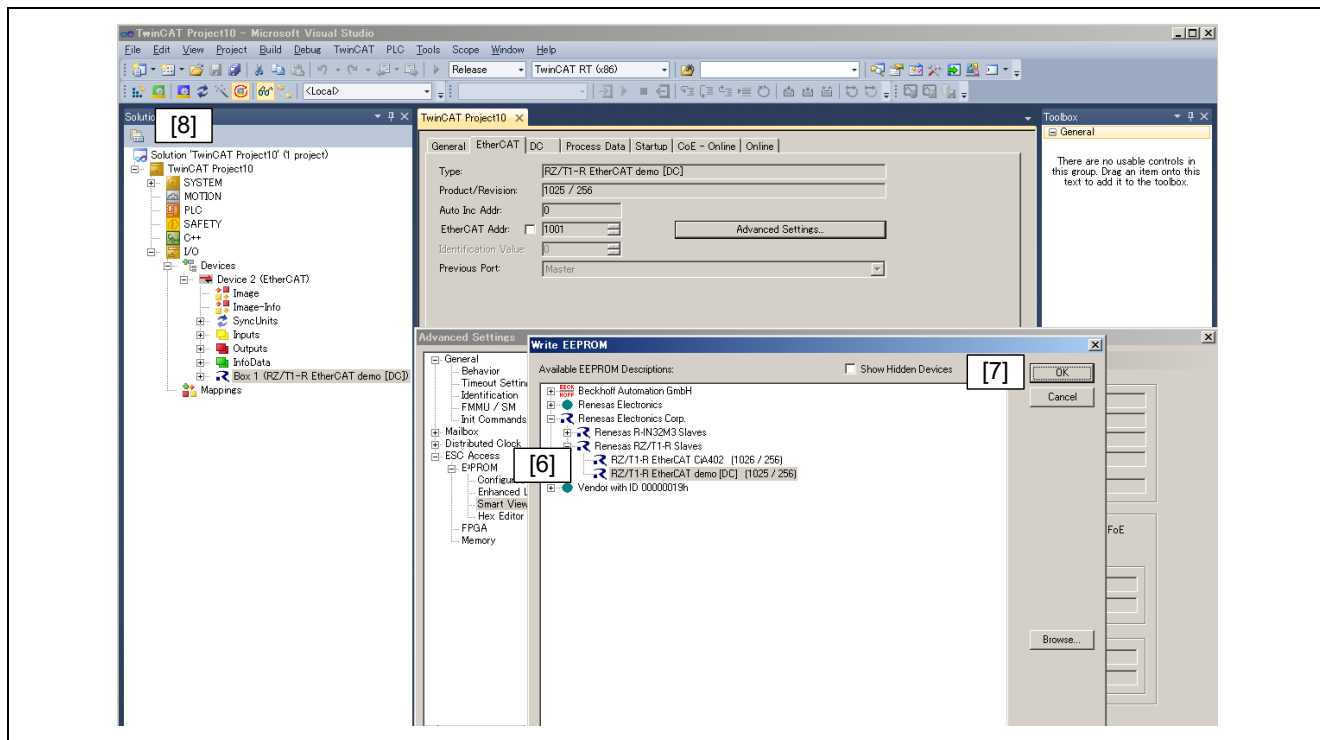 TwinCAT Project10 - Microsoft Visual Studio
File Edit View Project Build Debug TwinCAT PLC Tools Scope Window Help
Release TwinCAT RT (x86)
<Local>
Solutio
[8]
Solution 'TwinCAT Project10' (1 project)
TwinCAT Project10
SYSTEM
MOTION
PLC
SAFETY
C++
I/O
Devices
Device 2 (EtherCAT)
Image
Image-Info
SyncUnits
Inputs
Outputs
InfoData
Box 1 (RZ/T1-R EtherCAT demo [DC])
Mappings
TwinCAT Project10
General EtherCAT DC Process Data Startup CoE - Online Online
Type: RZ/T1-R EtherCAT demo [DC]
Product/Revision: 1025 / 256
Auto Inc Addr: 0
EtherCAT Addr: 1001 Advanced Settings...
Identification Value: 0
Previous Port: Master
Toolbox
General
There are no usable controls in
this group. Drag an item onto this
text to add it to the toolbox.
Advanced Settings
General
Behavior
Timeout Settin
Identification
FMMU / SM
Init Commands
Mailbox
Distributed Clock
ESC Access
E²PROM
Configur
Enhanced L
Smart View
Hex Editor
FPGA
Memory
[6]
Write EEPROM
Available EEPROM Descriptions: Show Hidden Devices
[7]
OK
Cancel
BECKHOFF Beckhoff Automation GmbH
Renesas Electronics
Renesas Electronics Corp.
Renesas R-IN32M3 Slaves
Renesas RZ/T1-R Slaves
RZ/T1-R EtherCAT CiA402 (1026 / 256)
RZ/T1-R EtherCAT demo [DC] (1025 / 256)
Vendor with ID 00000019h
Browse...
FoE